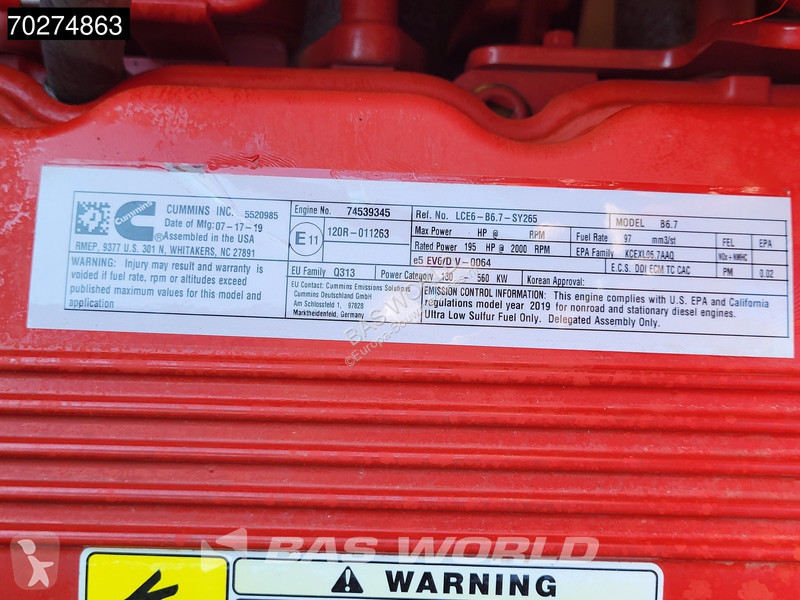 70274863
Cummins
CUMMINS INC. 5520985
Date of Mfg: 07-17-19
Assembled in the USA
RMEP, 9377 U.S. 301 N, WHITAKERS, NC 27891
WARNING: Injury may result and warranty
voided if fuel rate, rpm or altitudes exceed
published maximum values for this model and
application
Engine No. 74539345
E 11 120R-011263
EU Family Q313 Power Category 130 - 560 KW
EU Contact: Cummins Emissions Solutions
Cummins Deutschland GmbH
Am Schlossfeld 1, 97828
Marktheidenfeld, Germany
Ref. No. LCE6-B6.7-SY265
Max Power HP @ RPM
Rated Power 195 HP @ 2000 RPM
e5 EV6/D V-0064
MODEL B6.7
Fuel Rate 97 mm3/st
EPA Family KCEXL06.7AAQ
E.C.S. DDI ECM TC CAC
FEL EPA
NOx + NMHC
PM 0.02
Korean Approval:
EMISSION CONTROL INFORMATION: This engine complies with U.S. EPA and California
regulations model year 2019 for nonroad and stationary diesel engines.
Ultra Low Sulfur Fuel Only. Delegated Assembly Only.
BAS WORLD
WARNING